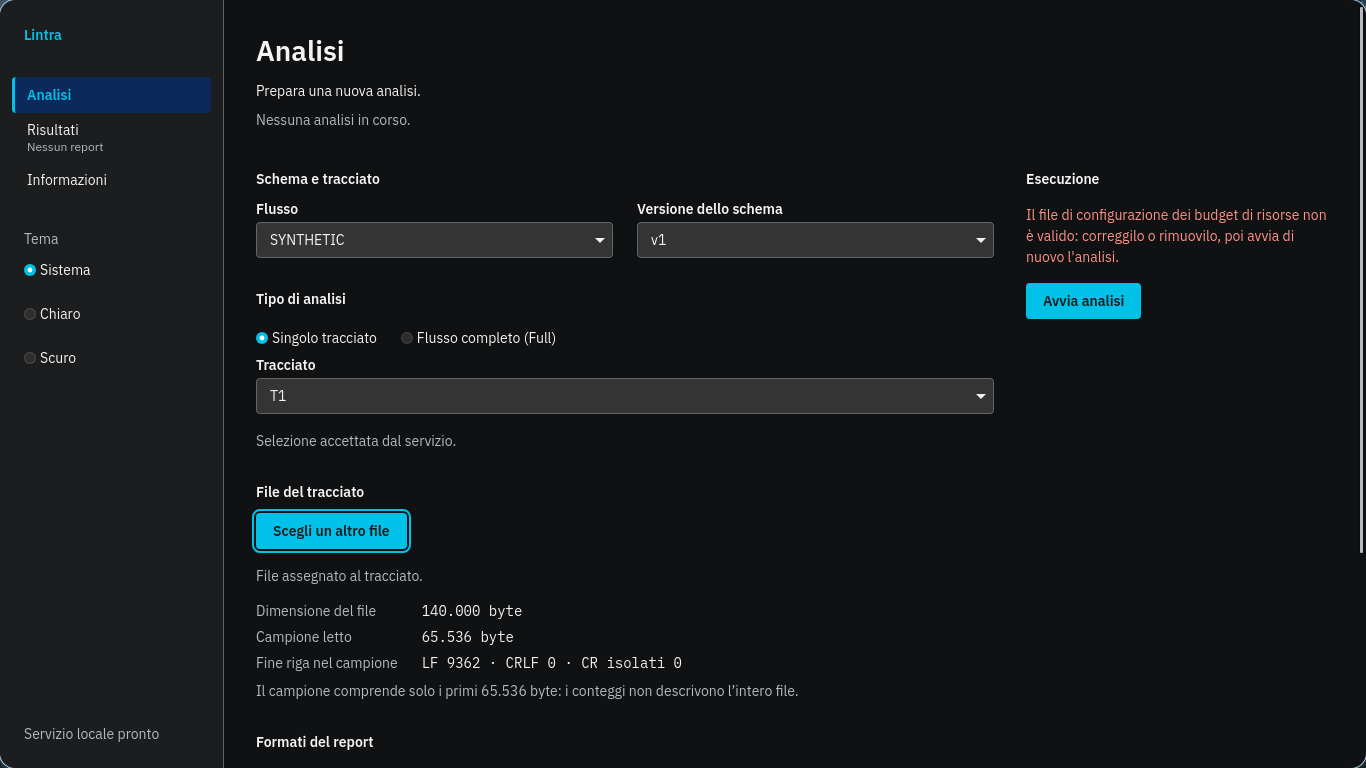 Lintra
Analisi
Risultati
Nessun report
Informazioni
Tema
Sistema
Chiaro
Scuro
Servizio locale pronto
Analisi
Prepara una nuova analisi.
Nessuna analisi in corso.
Schema e tracciato
Flusso
SYNTHETIC
Versione dello schema
v1
Tipo di analisi
Singolo tracciato
Flusso completo (Full)
Tracciato
T1
Selezione accettata dal servizio.
File del tracciato
Scegli un altro file
File assegnato al tracciato.
Dimensione del file 140.000 byte
Campione letto 65.536 byte
Fine riga nel campione LF 9362 · CRLF 0 · CR isolati 0
Il campione comprende solo i primi 65.536 byte: i conteggi non descrivono l’intero file.
Formati del report
Esecuzione
Il file di configurazione dei budget di risorse non
è valido: correggilo o rimuovilo, poi avvia di
nuovo l'analisi.
Avvia analisi